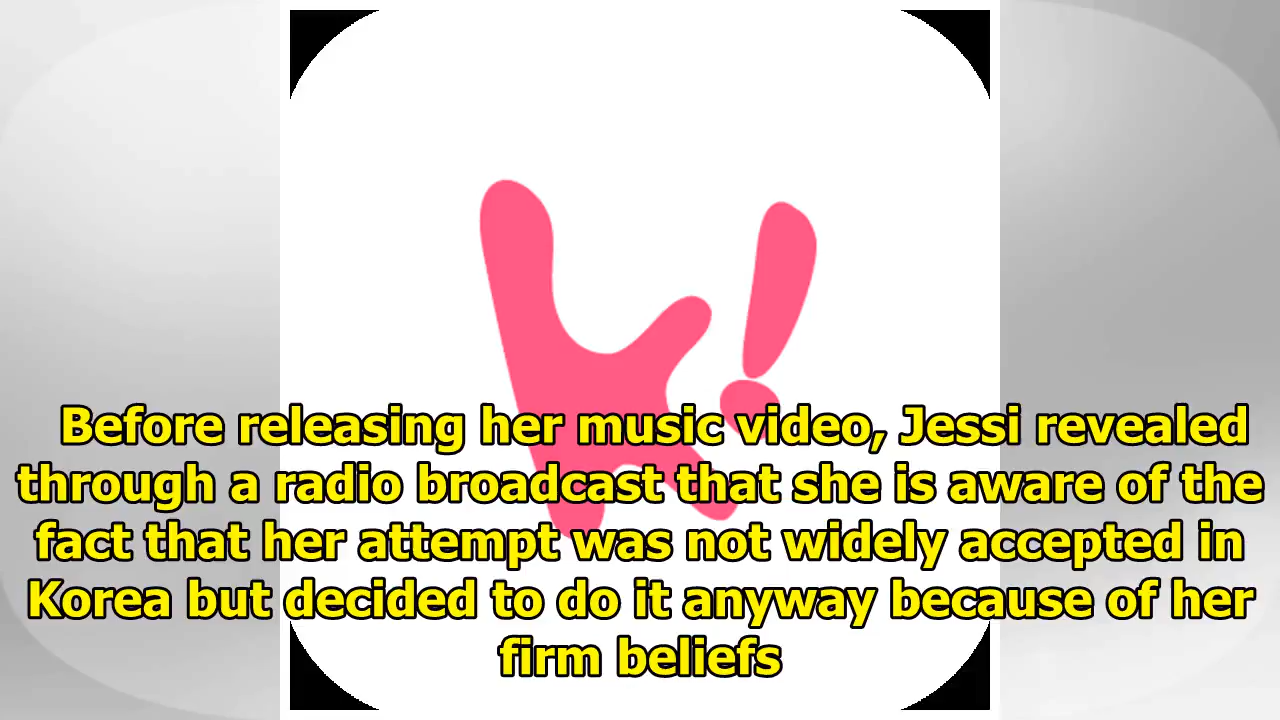 k!
Before releasing her music video, Jessi revealed
through a radio broadcast that she is aware of the
fact that her attempt was not widely accepted in
Korea but decided to do it anyway because of her
firm beliefs